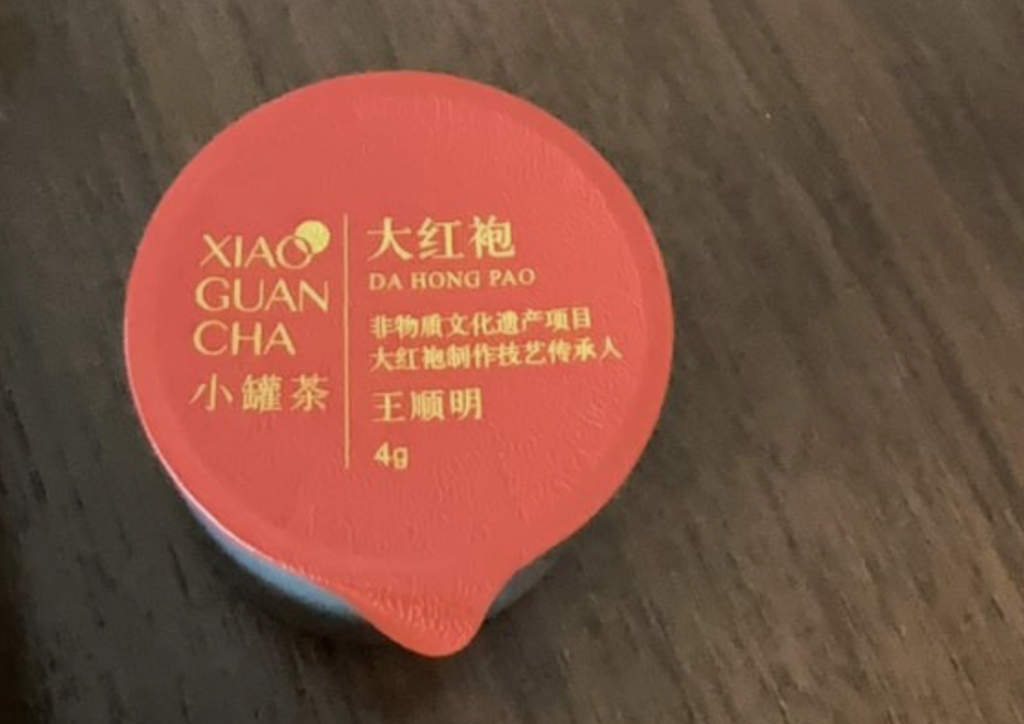 XIAO
GUAN
CHA
小罐茶
大红袍
DA HONG PAO
非物质文化遗产项目
大红袍制作技艺传承人
王顺明
4g